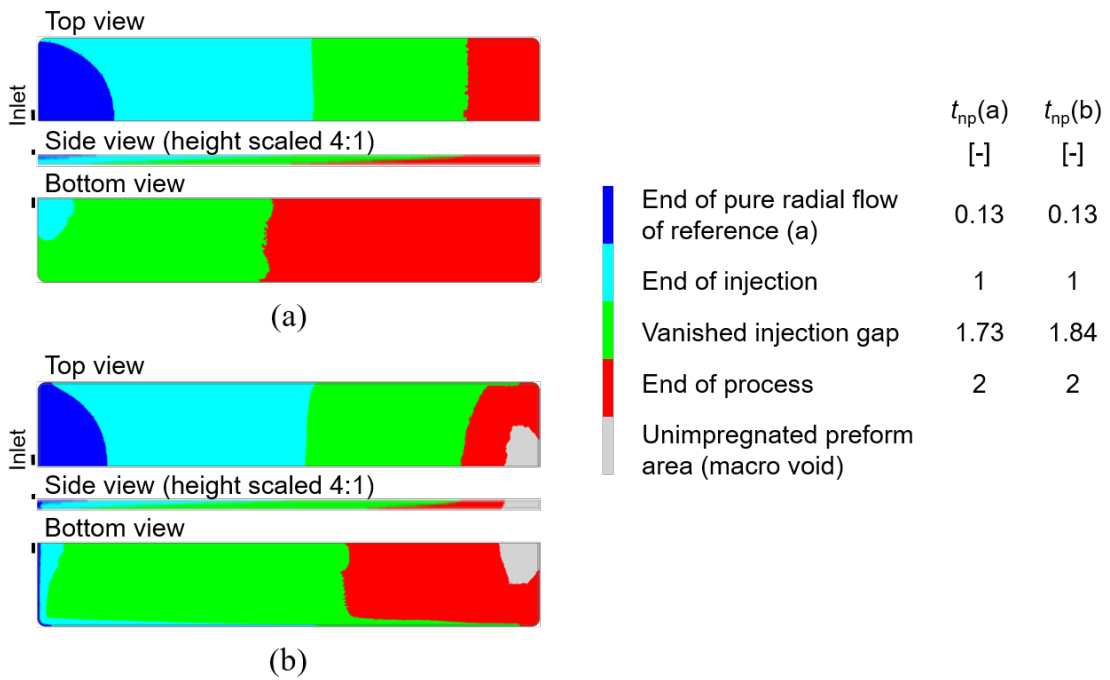 Top view
Inlet
Side view (height scaled 4:1)
Bottom view
(a)
Top view
Inlet
Side view (height scaled 4:1)
Bottom view
(b)
tnp(a) tnp(b)
[-] [-]
End of pure radial flow
of reference (a) 0.13 0.13
End of injection 1 1
Vanished injection gap 1.73 1.84
End of process 2 2
Unimpregnated preform
area (macro void)